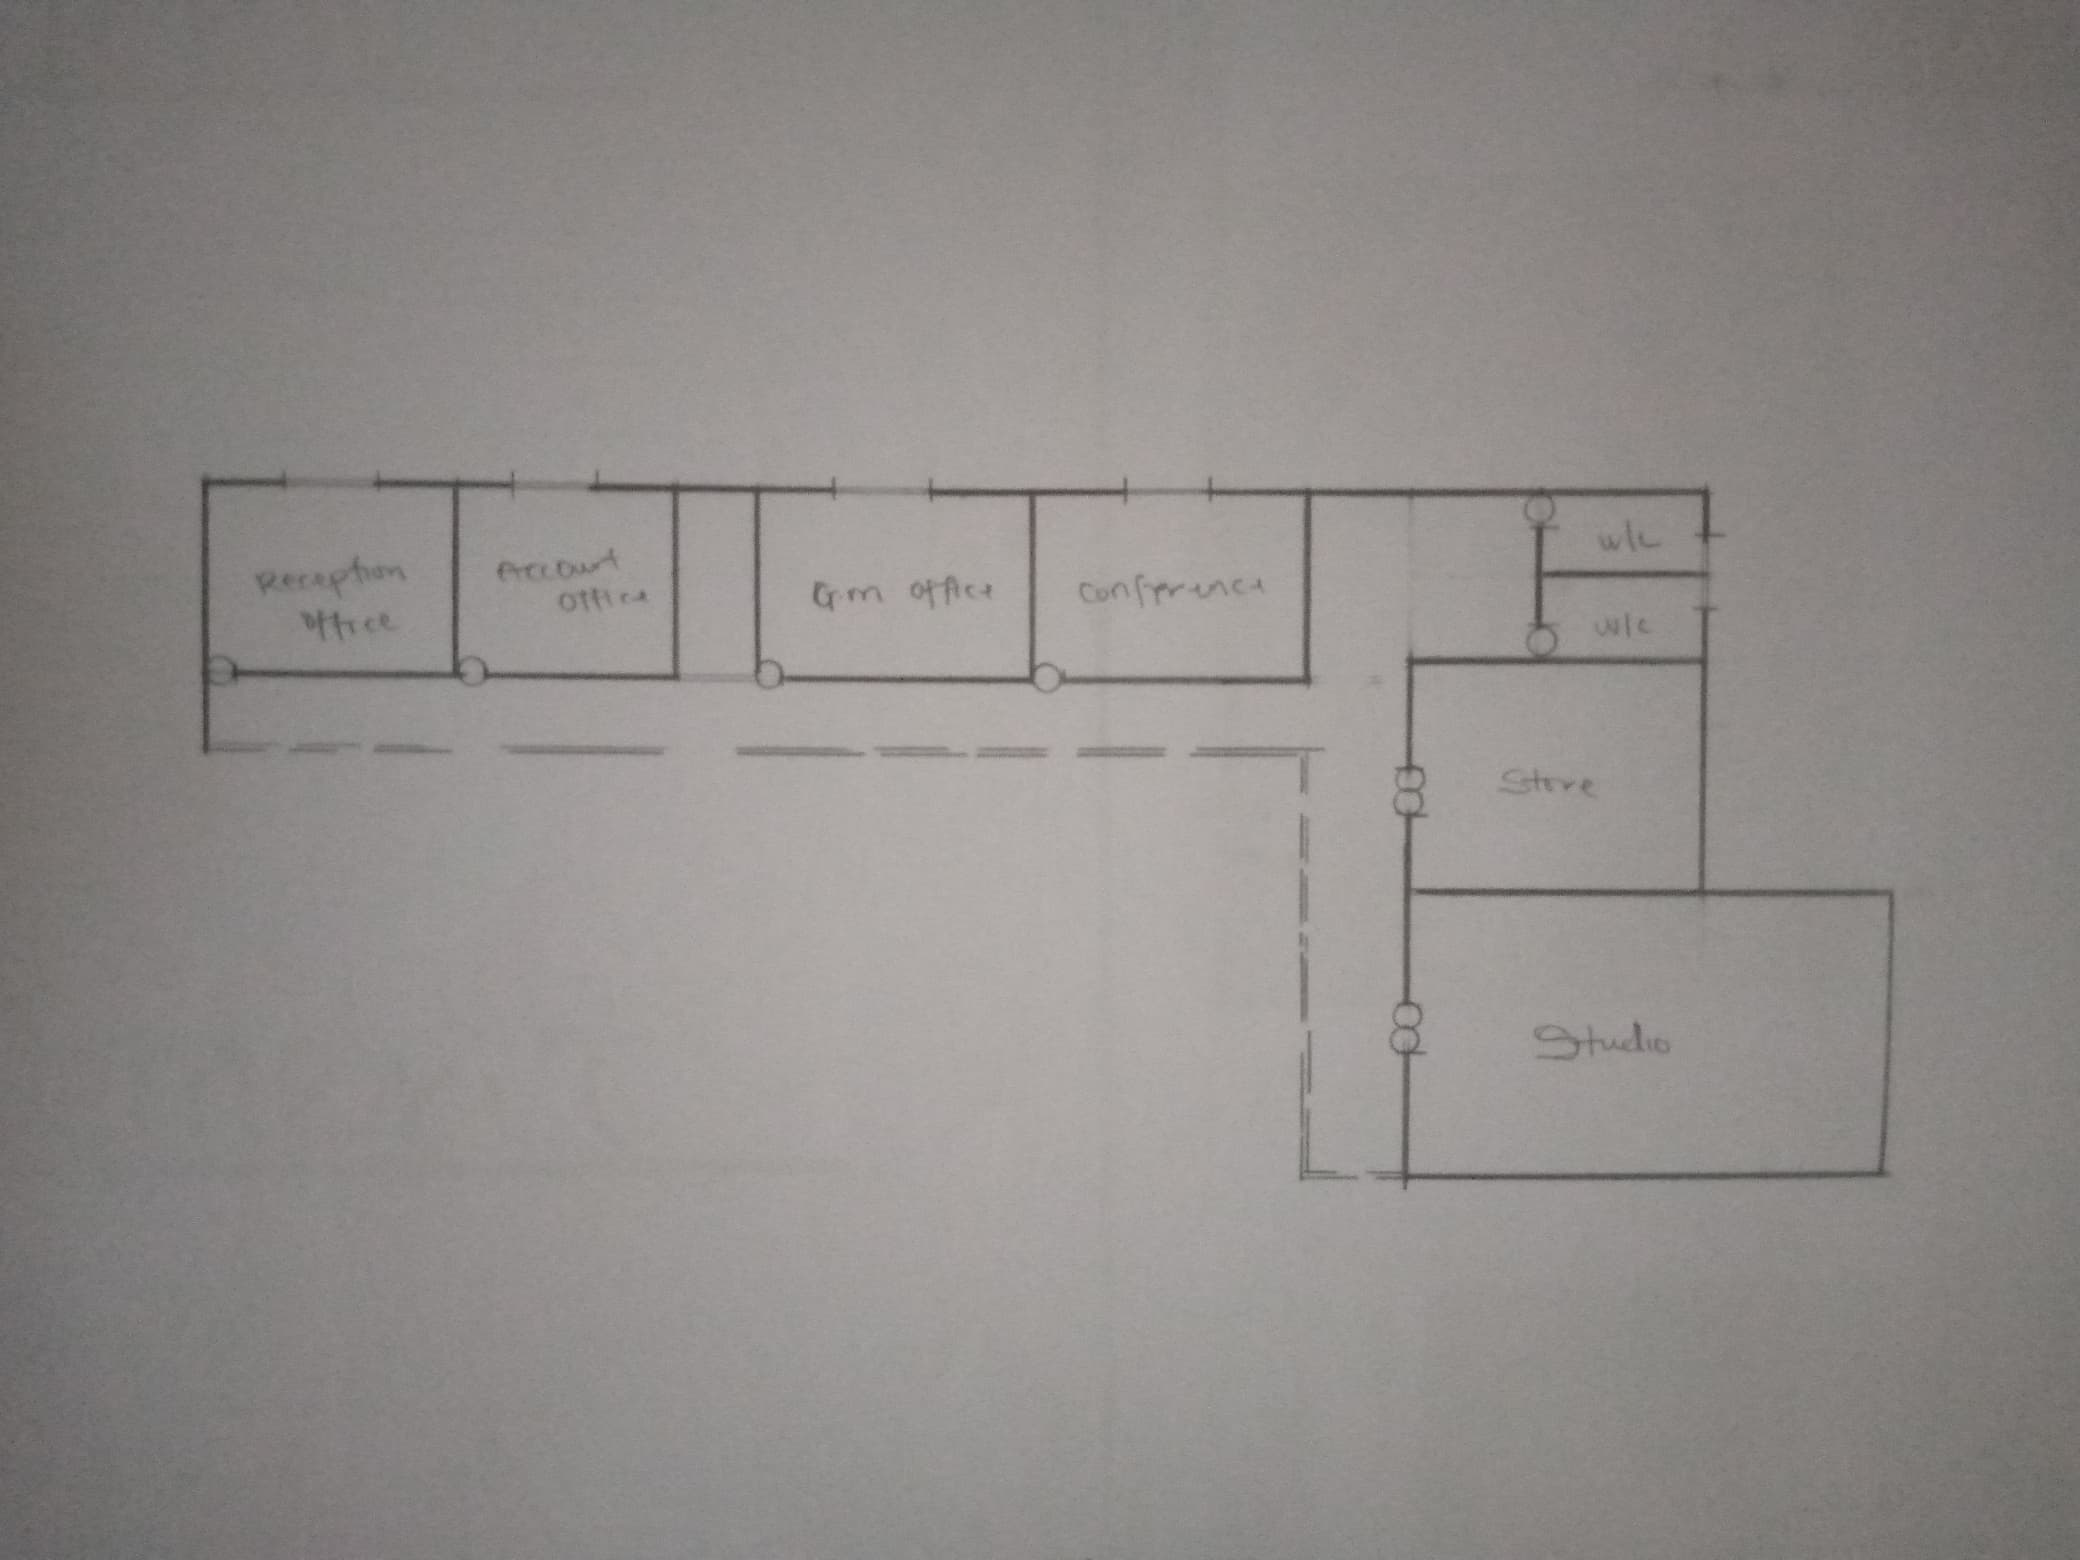 Reception
office
Account
office
G.m office
conference
w/c
w/c
Store
Studio